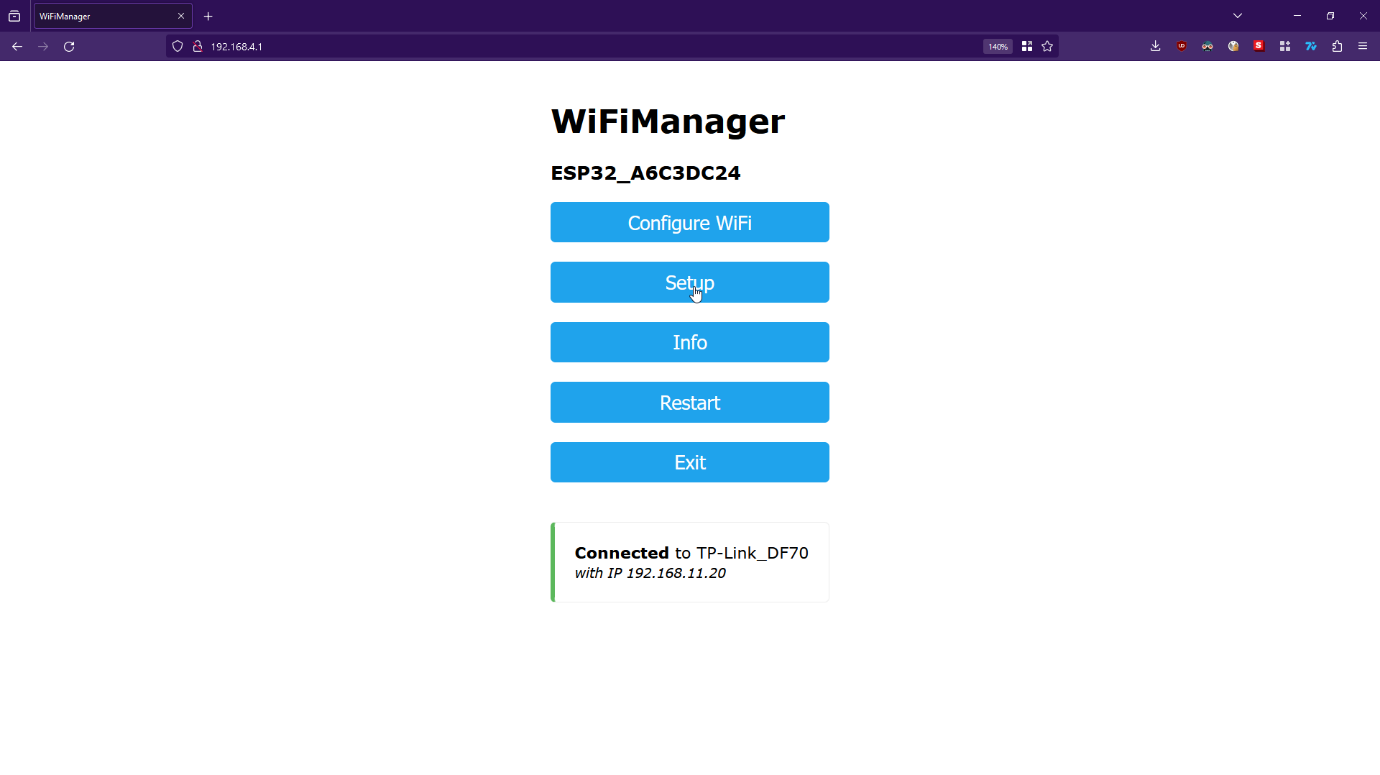 WiFiManager
192.168.4.1
140%
WiFiManager
ESP32_A6C3DC24
Configure WiFi
Setup
Info
Restart
Exit
Connected to TP-Link_DF70
with IP 192.168.11.20